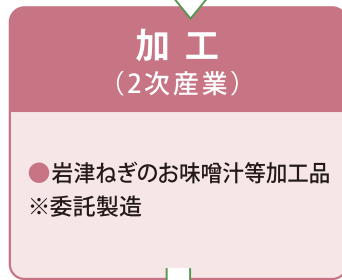 加工
（2次産業）
●岩津ねぎのお味噌汁等加工品
※委託製造